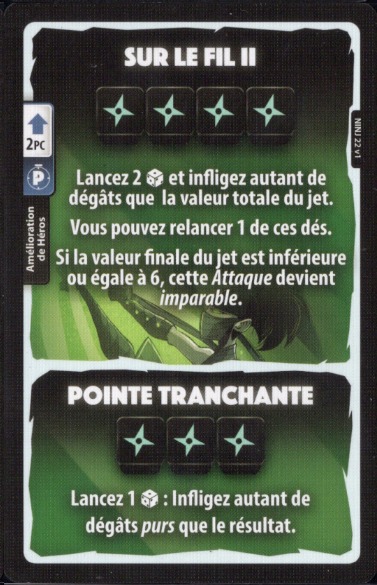 SUR LE FIL II
2PC
P
Amélioration
de Héros
NINJ 22 v1
Lancez 2 et infligez autant de
dégâts que la valeur totale du jet.
Vous pouvez relancer 1 de ces dés.
Si la valeur finale du jet est inférieure
ou égale à 6, cette Attaque devient
imparable.
POINTE TRANCHANTE
Lancez 1 : Infligez autant de
dégâts purs que le résultat.